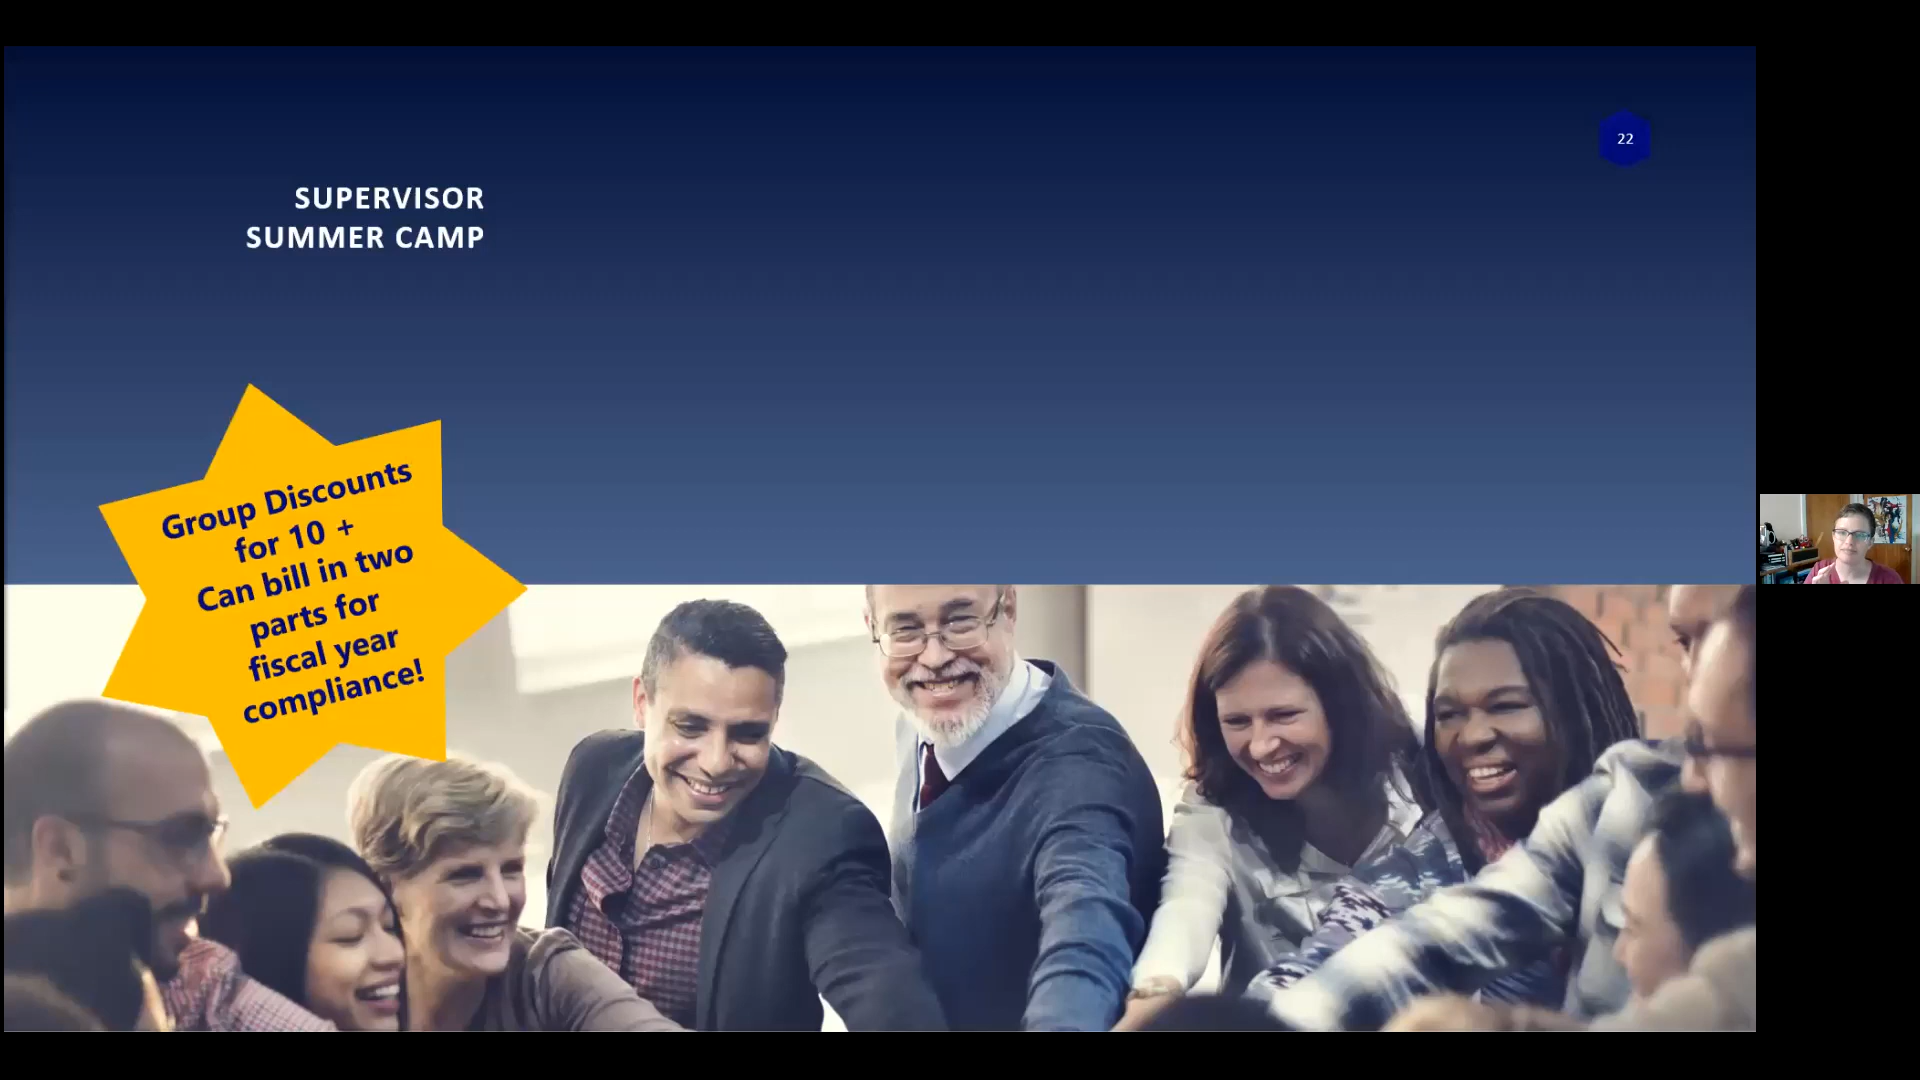 22
SUPERVISOR
SUMMER CAMP
Group Discounts
for 10 +
Can bill in two
parts for
fiscal year
compliance!